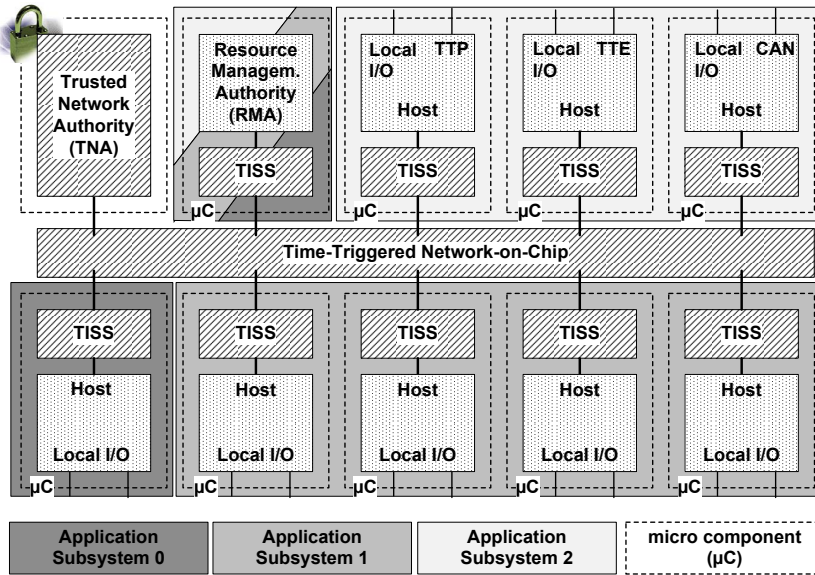 Trusted
Network
Authority
(TNA)
Resource
Managem.
Authority
(RMA)
TISS
µC
Local TTP
I/O
Host
TISS
µC
Local TTE
I/O
Host
TISS
µC
Local CAN
I/O
Host
TISS
µC
Time-Triggered Network-on-Chip
TISS
Host
Local I/O
µC
TISS
Host
Local I/O
µC
TISS
Host
Local I/O
µC
TISS
Host
Local I/O
µC
TISS
Host
Local I/O
µC
Application
Subsystem 0
Application
Subsystem 1
Application
Subsystem 2
micro component
(µC)